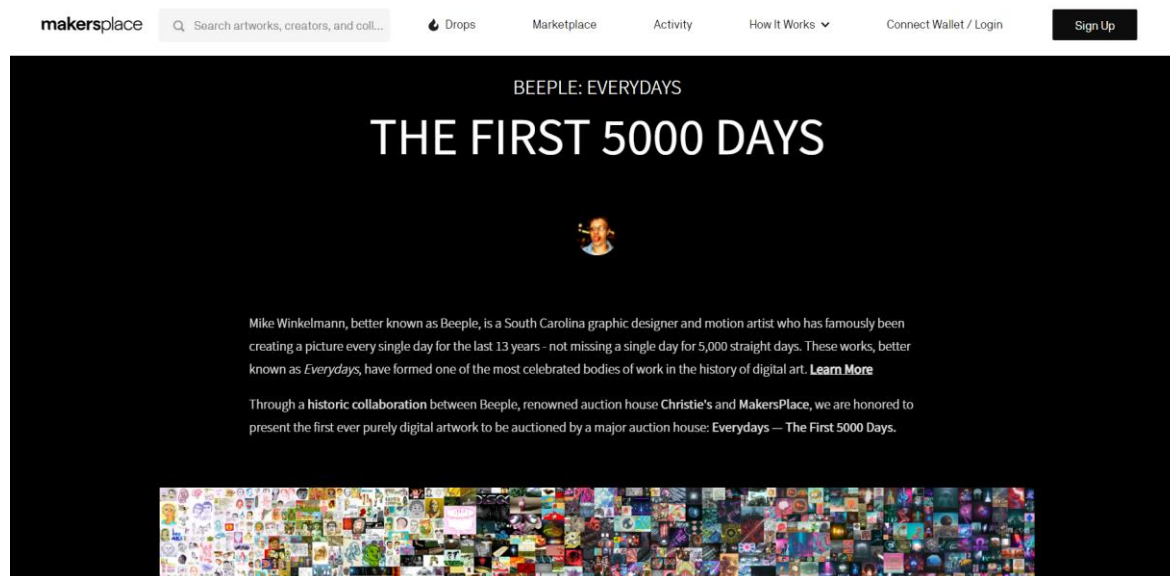 makersplace
Search artworks, creators, and coll...
Drops
Marketplace
Activity
How It Works
Connect Wallet / Login
Sign Up
BEEPLE: EVERYDAYS
THE FIRST 5000 DAYS
Mike Winkelmann, better known as Beeple, is a South Carolina graphic designer and motion artist who has famously been
creating a picture every single day for the last 13 years - not missing a single day for 5,000 straight days. These works, better
known as Everydays, have formed one of the most celebrated bodies of work in the history of digital art. Learn More
Through a historic collaboration between Beeple, renowned auction house Christie's and MakersPlace, we are honored to
present the first ever purely digital artwork to be auctioned by a major auction house: Everydays — The First 5000 Days.